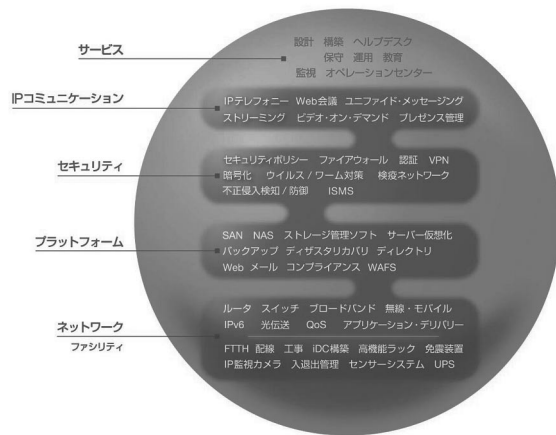 サービス
設計 構築 ヘルプデスク
保守 運用 教育
監視 オペレーションセンター
IPコミュニケーション
IPテレフォニー Web会議 ユニファイド・メッセージング
ストリーミング ビデオ・オン・デマンド プレゼンス管理
セキュリティ
セキュリティポリシー ファイアウォール 認証 VPN
暗号化 ウイルス / ワーム対策 検疫ネットワーク
不正侵入検知 / 防御 ISMS
プラットフォーム
SAN NAS ストレージ管理ソフト サーバー仮想化
バックアップ ディザスタリカバリ ディレクトリ
Web メール コンプライアンス WAFS
ネットワーク
ファシリティ
ルータ スイッチ ブロードバンド 無線・モバイル
IPv6 光伝送 QoS アプリケーション・デリバリー
FTTH 配線 工事 iDC構築 高機能ラック 免震装置
IP監視カメラ 入退出管理 センサーシステム UPS